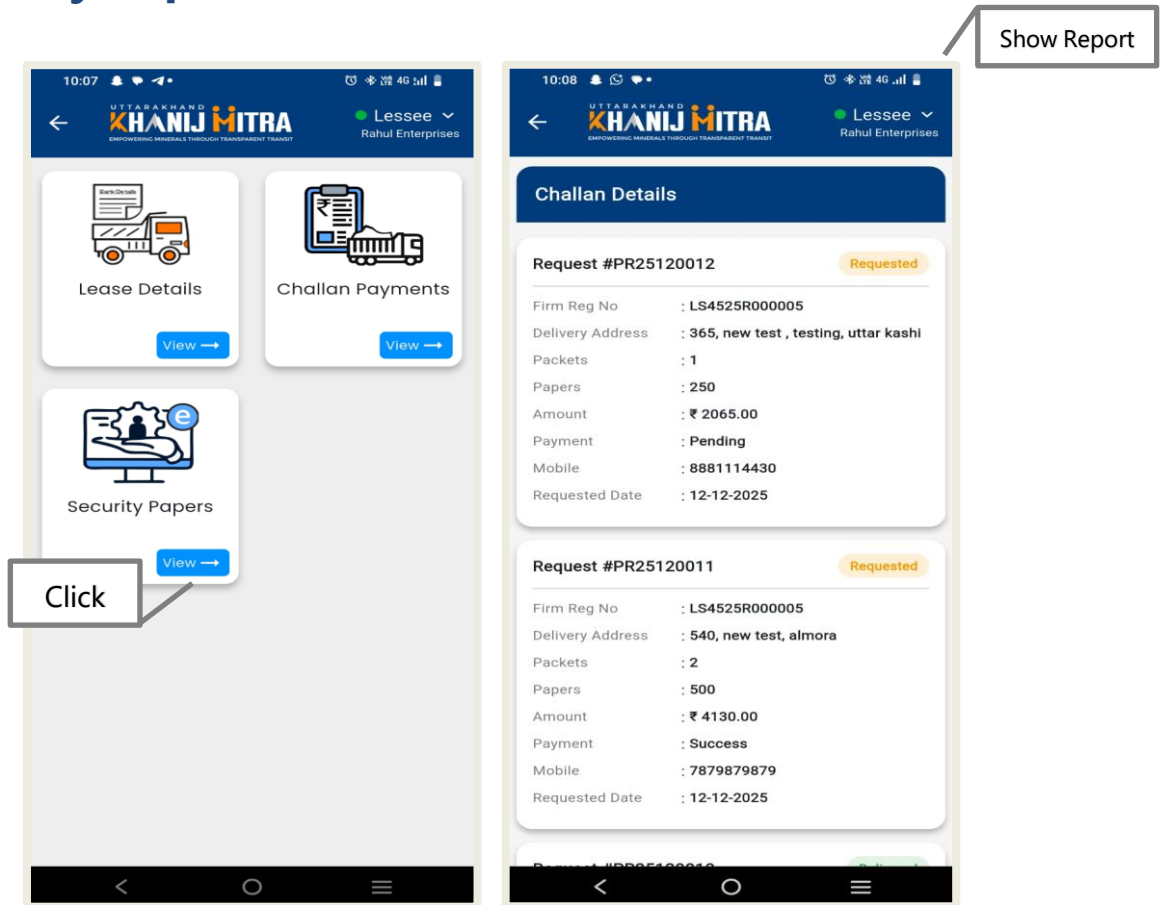 Show Report
10:07
4G
UTTARAKHAND
KHANIJ MITRA
EMPOWERING MINERALS THROUGH TRANSPARENT TRANSIT
Lessee
Rahul Enterprises
Bank Details
Lease Details
View →
₹
Challan Payments
View →
e
Security Papers
View →
Click
10:08
4G
UTTARAKHAND
KHANIJ MITRA
EMPOWERING MINERALS THROUGH TRANSPARENT TRANSIT
Lessee
Rahul Enterprises
Challan Details
Request #PR25120012 Requested
Firm Reg No : LS4525R000005
Delivery Address : 365, new test , testing, uttar kashi
Packets : 1
Papers : 250
Amount : ₹ 2065.00
Payment : Pending
Mobile : 8881114430
Requested Date : 12-12-2025
Request #PR25120011 Requested
Firm Reg No : LS4525R000005
Delivery Address : 540, new test, almora
Packets : 2
Papers : 500
Amount : ₹ 4130.00
Payment : Success
Mobile : 7879879879
Requested Date : 12-12-2025